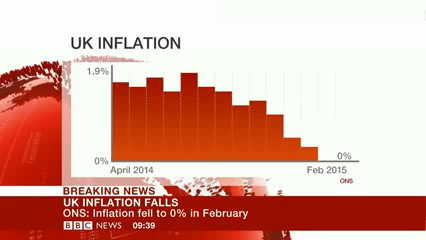 UK INFLATION
1.9%
0%
0%
April 2014
Feb 2015
ONS
BREAKING NEWS
UK INFLATION FALLS
ONS: Inflation fell to 0% in February
BBC NEWS 09:39